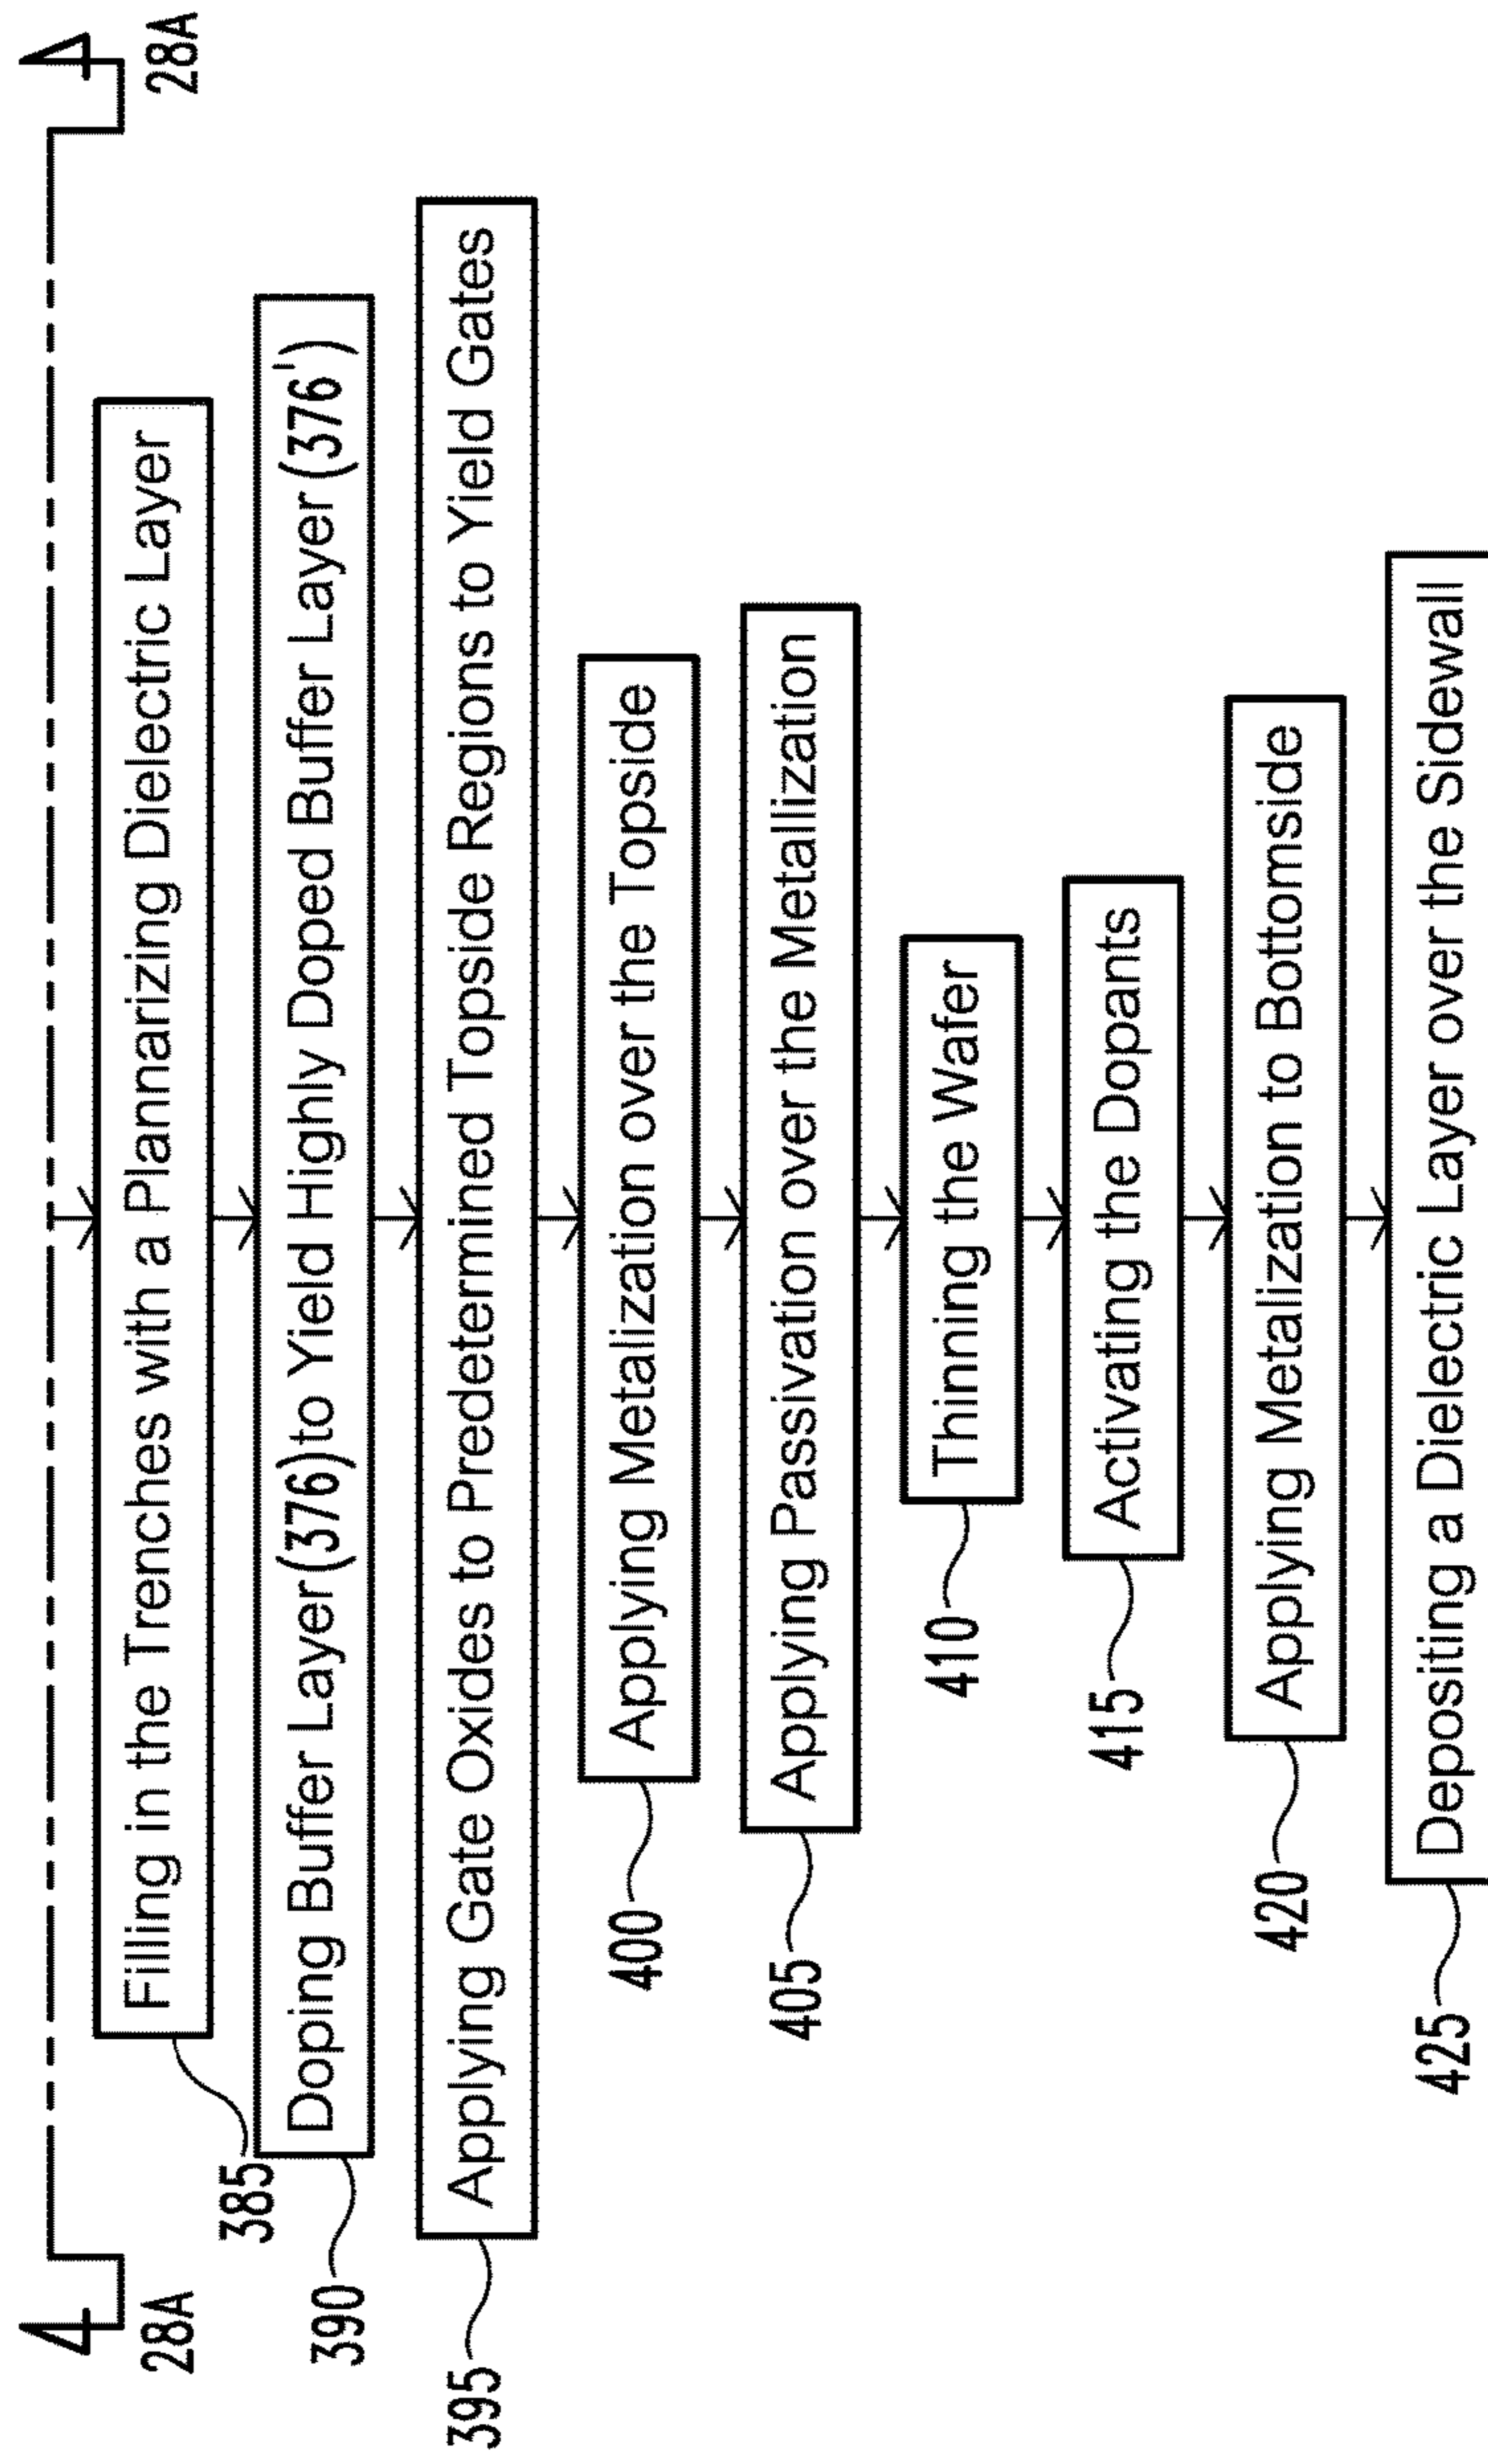 28A
28A
Filling in the Trenches with a Plannarizing Dielectric Layer
385
Doping Buffer Layer(376)to Yield Highly Doped Buffer Layer(376')
390
Applying Gate Oxides to Predetermined Topside Regions to Yield Gates
395
Applying Metalization over the Topside
400
Applying Passivation over the Metallization
405
Thinning the Wafer
410
Activating the Dopants
415
Applying Metalization to Bottomside
420
Depositing a Dielectric Layer over the Sidewall
425